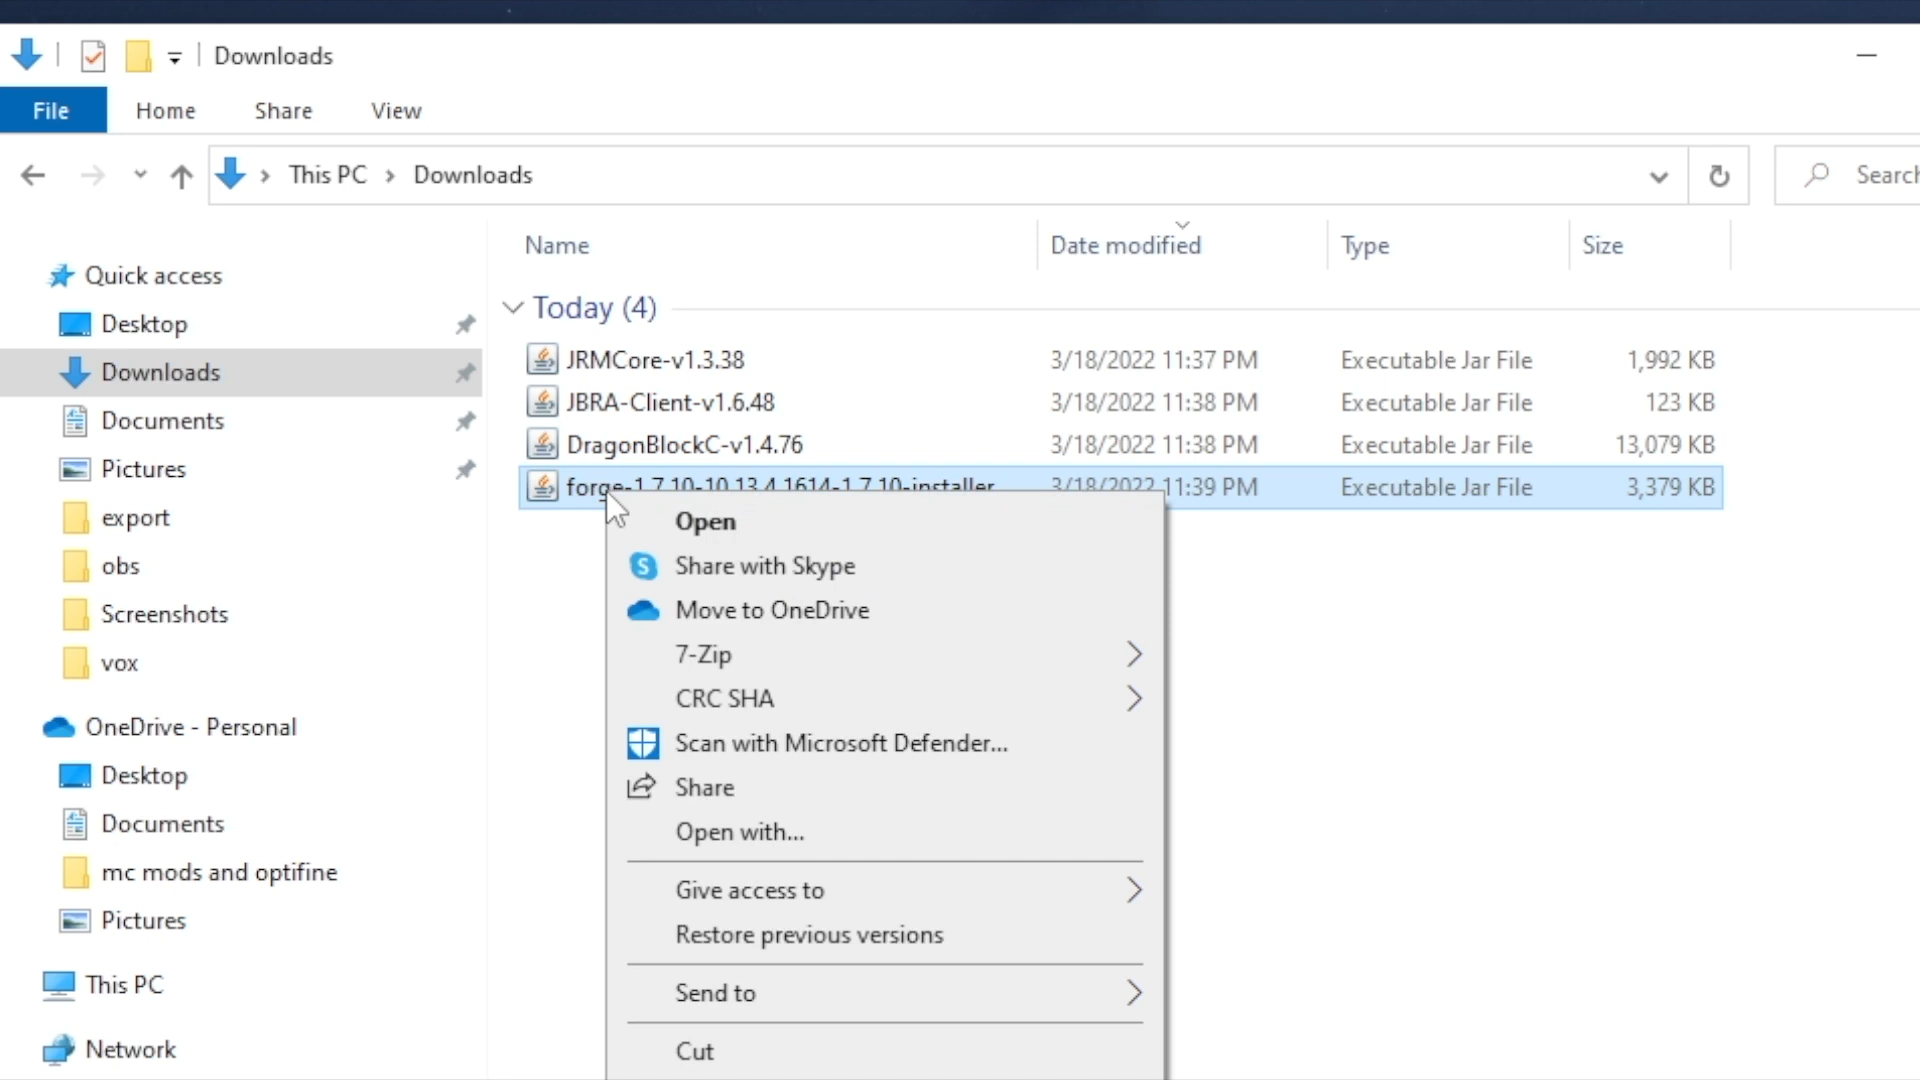 Downloads
File Home Share View
This PC Downloads
Search
Name Date modified Type Size
Quick access
Desktop
Downloads
Documents
Pictures
export
obs
Screenshots
vox
OneDrive - Personal
Desktop
Documents
mc mods and optifine
Pictures
This PC
Network
Today (4)
JRMCore-v1.3.38 3/18/2022 11:37 PM Executable Jar File 1,992 KB
JBRA-Client-v1.6.48 3/18/2022 11:38 PM Executable Jar File 123 KB
DragonBlockC-v1.4.76 3/18/2022 11:38 PM Executable Jar File 13,079 KB
forge-1.7.10-10.13.4.1614-1.7.10-installer 3/18/2022 11:39 PM Executable Jar File 3,379 KB
Open
Share with Skype
Move to OneDrive
7-Zip
CRC SHA
Scan with Microsoft Defender...
Share
Open with...
Give access to
Restore previous versions
Send to
Cut